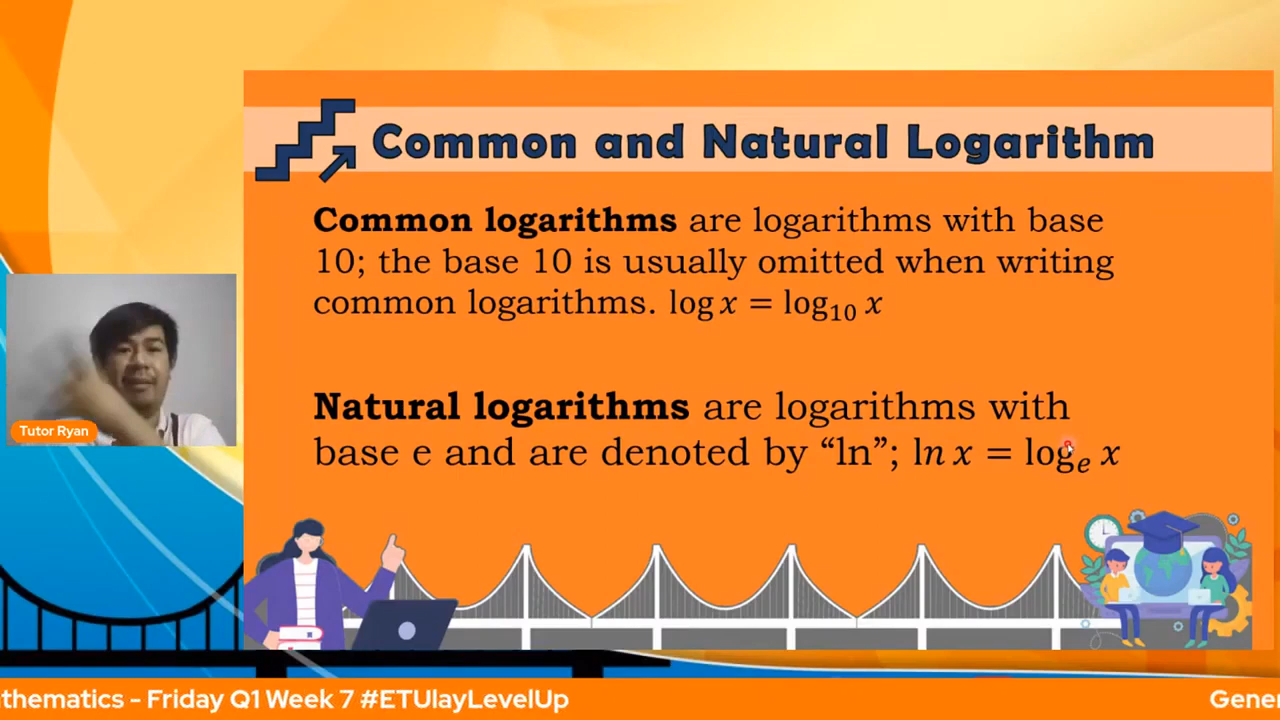 Common and Natural Logarithm
Common logarithms are logarithms with base
10; the base 10 is usually omitted when writing
common logarithms. log x = log₁₀ x
Natural logarithms are logarithms with
base e and are denoted by “ln”; ln x = logₑ x
Tutor Ryan
thematics - Friday Q1 Week 7 #ETUlayLevelUp
Gener